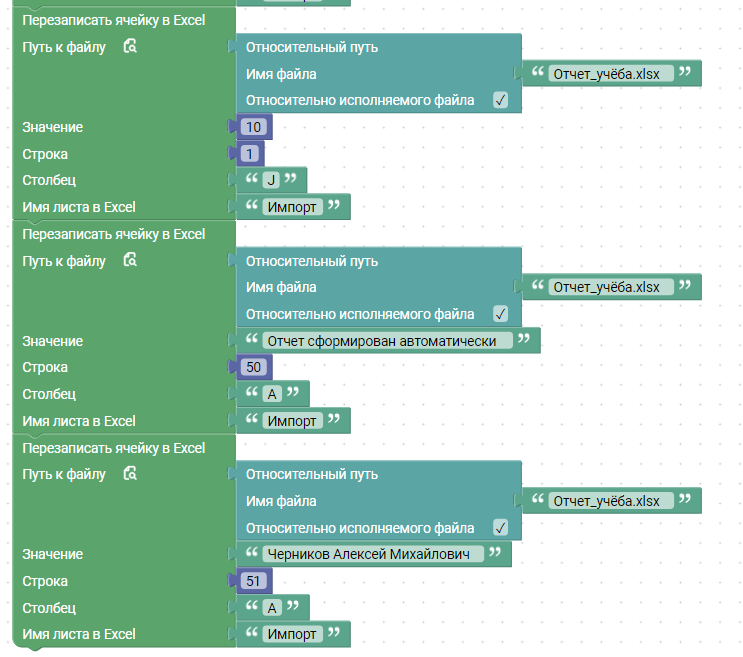 Перезаписать ячейку в Excel
Путь к файлу Относительный путь
Имя файла “ Отчет_учёба.xlsx ”
Относительно исполняемого файла ✓
Значение 10
Строка 1
Столбец “ J ”
Имя листа в Excel “ Импорт ”
Перезаписать ячейку в Excel
Путь к файлу Относительный путь
Имя файла “ Отчет_учёба.xlsx ”
Относительно исполняемого файла ✓
Значение “ Отчет сформирован автоматически ”
Строка 50
Столбец “ A ”
Имя листа в Excel “ Импорт ”
Перезаписать ячейку в Excel
Путь к файлу Относительный путь
Имя файла “ Отчет_учёба.xlsx ”
Относительно исполняемого файла ✓
Значение “ Черников Алексей Михайлович ”
Строка 51
Столбец “ A ”
Имя листа в Excel “ Импорт ”